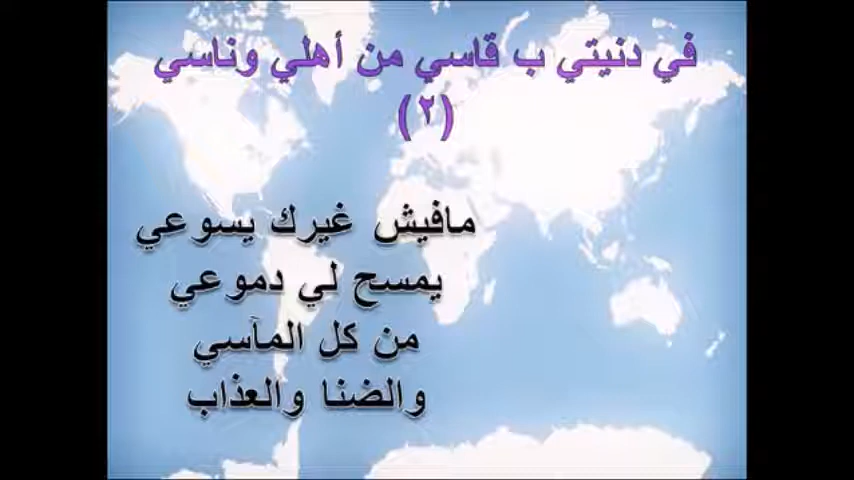 في دنيتي ب قاسي من أهلي وناسي
(٢)
مافيش غيرك يسوعي
يمسح لي دموعي
من كل المآسي
والضنا والعذاب